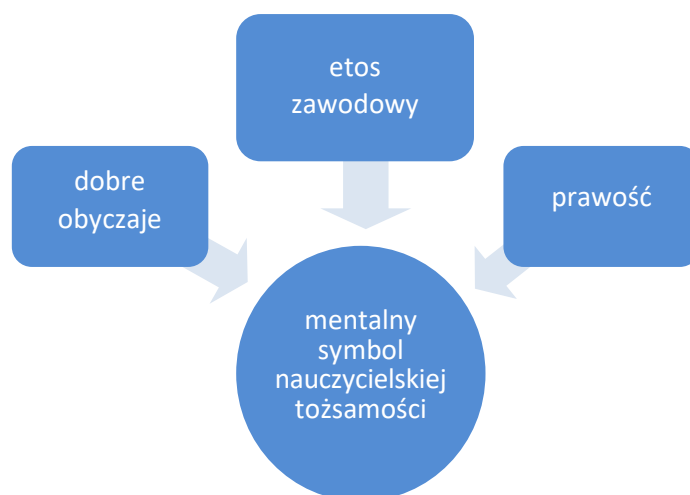 etos
zawodowy
dobre
obyczaje
prawość
mentalny
symbol
nauczycielskiej
tożsamości